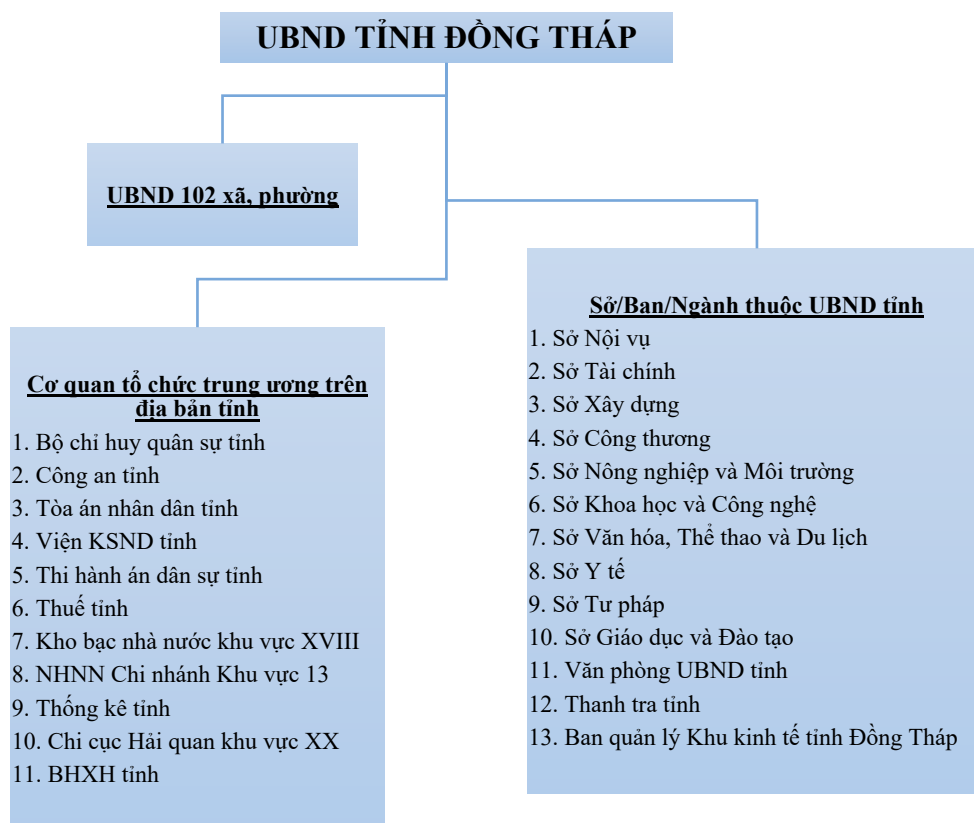 UBND TỈNH ĐỒNG THÁP
UBND 102 xã, phường
Cơ quan tổ chức trung ương trên
địa bản tỉnh
1. Bộ chỉ huy quân sự tỉnh
2. Công an tỉnh
3. Tòa án nhân dân tỉnh
4. Viện KSND tỉnh
5. Thi hành án dân sự tỉnh
6. Thuế tỉnh
7. Kho bạc nhà nước khu vực XVIII
8. NHNN Chi nhánh Khu vực 13
9. Thống kê tỉnh
10. Chi cục Hải quan khu vực XX
11. BHXH tỉnh
Sở/Ban/Ngành thuộc UBND tỉnh
1. Sở Nội vụ
2. Sở Tài chính
3. Sở Xây dựng
4. Sở Công thương
5. Sở Nông nghiệp và Môi trường
6. Sở Khoa học và Công nghệ
7. Sở Văn hóa, Thể thao và Du lịch
8. Sở Y tế
9. Sở Tư pháp
10. Sở Giáo dục và Đào tạo
11. Văn phòng UBND tỉnh
12. Thanh tra tỉnh
13. Ban quản lý Khu kinh tế tỉnh Đồng Tháp